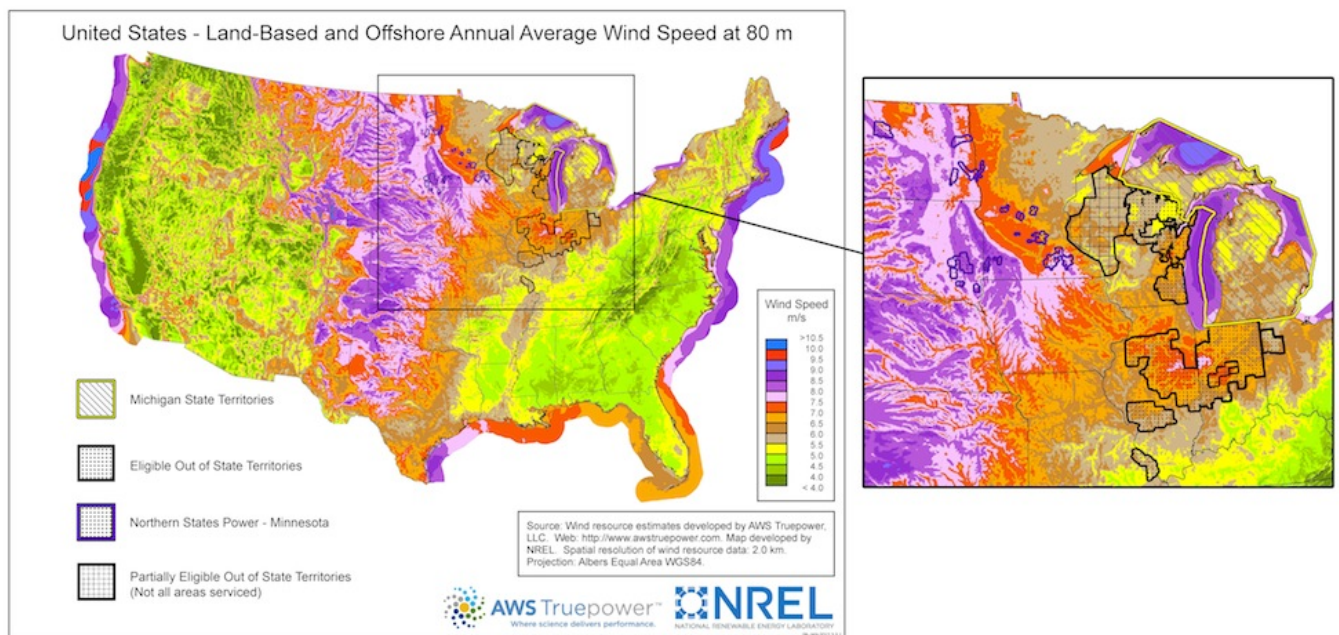 United States - Land-Based and Offshore Annual Average Wind Speed at 80 m
Wind Speed
m/s
>10.5
10.0
9.5
9.0
8.5
8.0
7.5
7.0
6.5
6.0
5.5
5.0
4.5
4.0
< 4.0
Michigan State Territories
Eligible Out of State Territories
Northern States Power - Minnesota
Partially Eligible Out of State Territories
(Not all areas serviced)
Source: Wind resource estimates developed by AWS Truepower,
LLC. Web: http://www.awstruepower.com. Map developed by
NREL. Spatial resolution of wind resource data: 2.0 km.
Projection: Albers Equal Area WGS84.
AWS Truepower™
Where science delivers performance.
NREL
NATIONAL RENEWABLE ENERGY LABORATORY